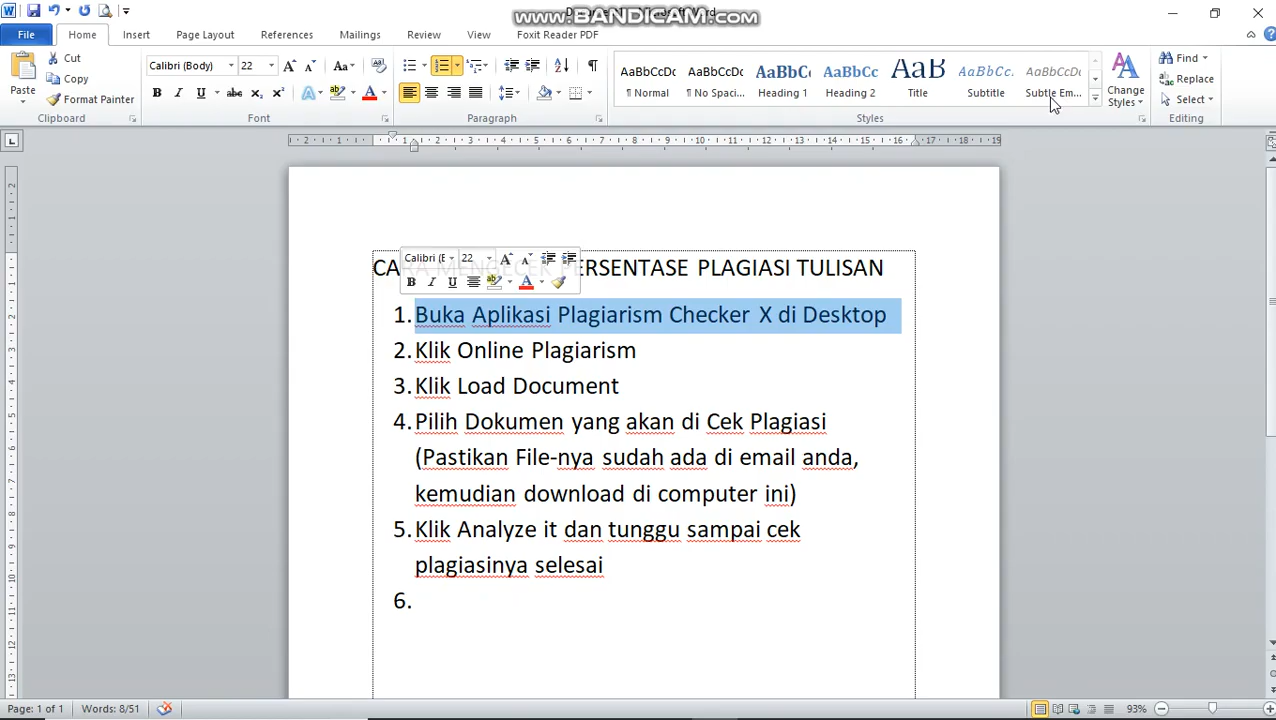 www.BANDICAM.com
File Home Insert Page Layout References Mailings Review View Foxit Reader PDF
Cut
Copy
Format Painter
Paste
Calibri (Body) 22
Clipboard Font Paragraph Styles Editing
AaBbCcDc AaBbCcDc AaBbCc AaBbCc AaB AaBbCc. AaBbCcDc
¶ Normal ¶ No Spaci... Heading Heading 2 Title Subtitle Subtle Em...
Change Styles
Find
Replace
Select
Calibri (E 22
CARA MENGECEK PERSENTASE PLAGIASI TULISAN
1. Buka Aplikasi Plagiarism Checker X di Desktop
2. Klik Online Plagiarism
3. Klik Load Document
4. Pilih Dokumen yang akan di Cek Plagiasi
(Pastikan File-nya sudah ada di email anda,
kemudian download di computer ini)
5. Klik Analyze it dan tunggu sampai cek
plagiasinya selesai
6.
Page: 1 of 1 Words: 8/51 93%